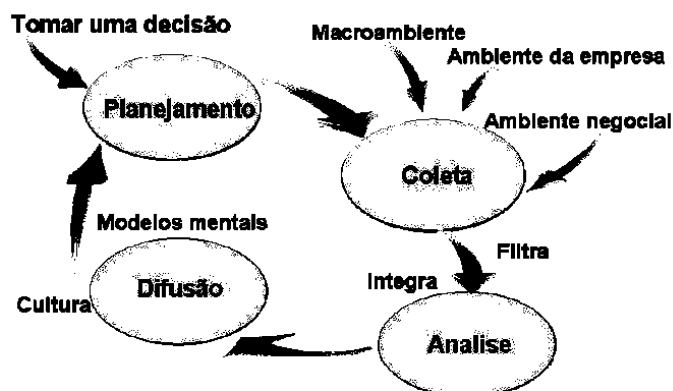 Tomar uma decisão
Macroambiente
Ambiente da empresa
Planejamento
Ambiente negocial
Coleta
Modelos mentais
Filtra
Integra
Difusão
Cultura
Analise